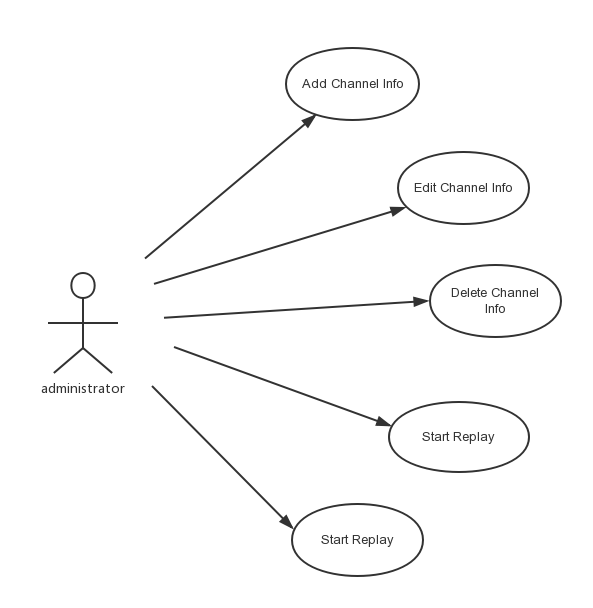 Add Channel Info
Edit Channel Info
Delete Channel
Info
administrator
Start Replay
Start Replay